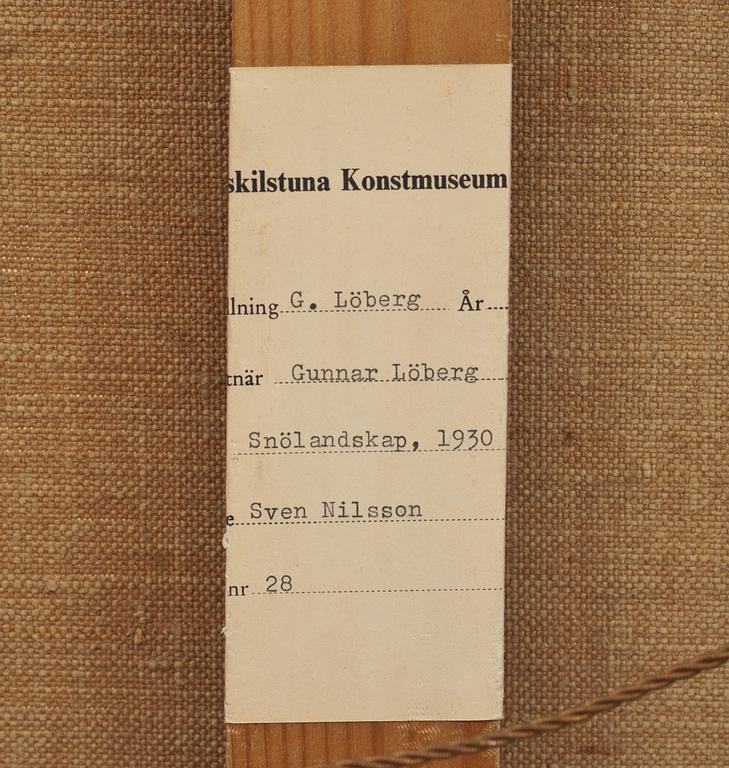 skilstuna Konstmuseum
llning G. Löberg År
tnär Gunnar Löberg
Snölandskap, 1930
e Sven Nilsson
nr 28